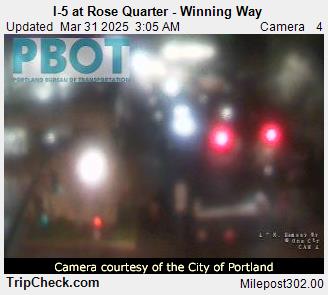 I-5 at Rose Quarter - Winning Way
Updated Mar 31 2025 3:05 AM Camera 4
PBOT
PORTLAND BUREAU OF TRANSPORTATION
Camera courtesy of the City of Portland
TripCheck.com Milepost302.00